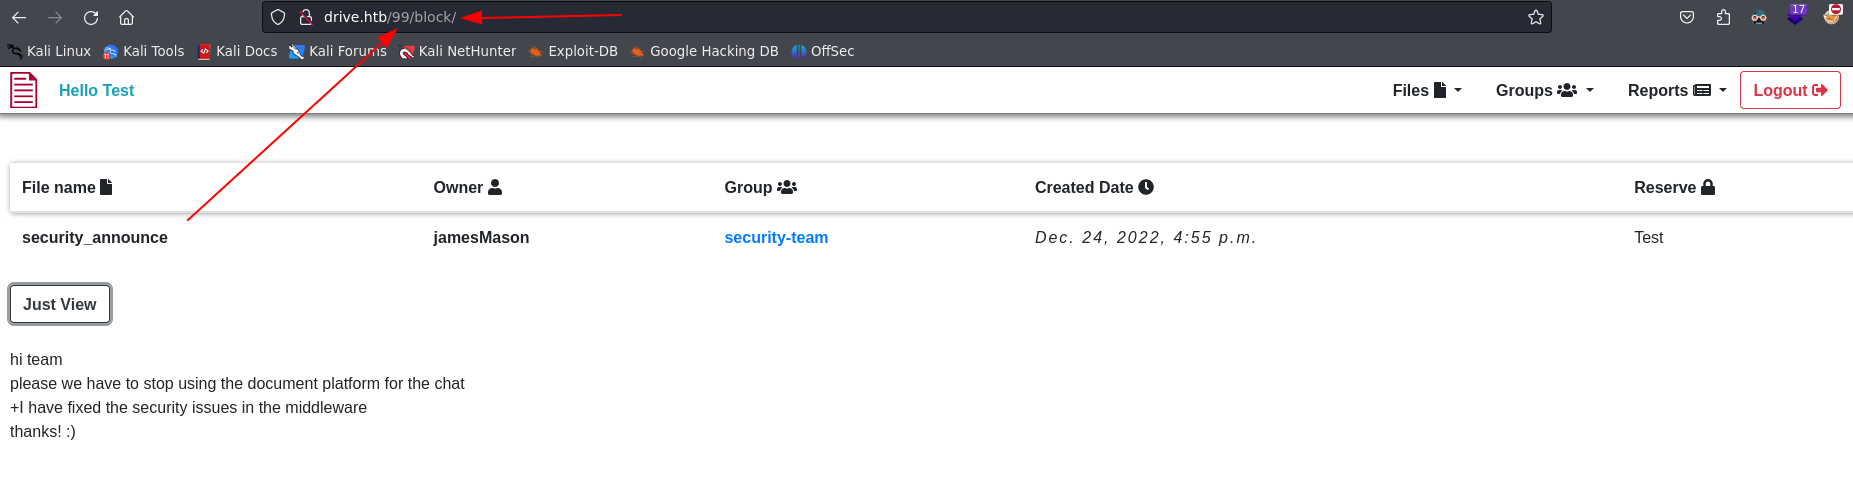 drive.htb/99/block/
17
Kali Linux Kali Tools Kali Docs Kali Forums Kali NetHunter Exploit-DB Google Hacking DB OffSec
Hello Test Files Groups Reports Logout
File name Owner Group Created Date Reserve
security_announce jamesMason security-team Dec. 24, 2022, 4:55 p.m. Test
Just View
hi team
please we have to stop using the document platform for the chat
+I have fixed the security issues in the middleware
thanks! :)